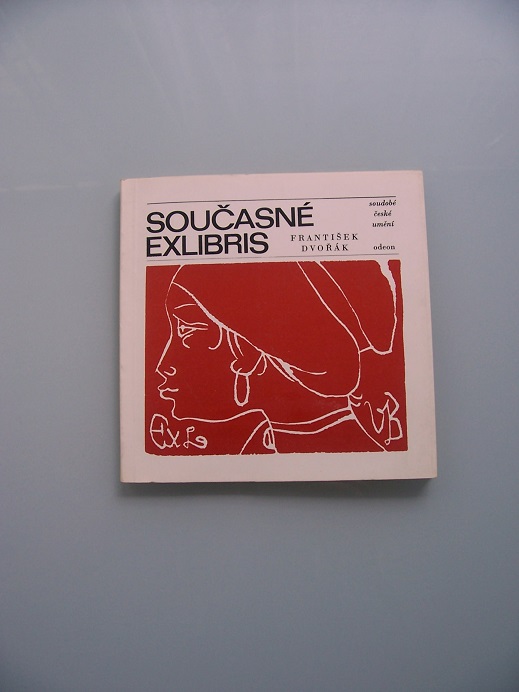 SOUČASNÉ
EXLIBRIS
FRANTIŠEK
DVOŘÁK
soudobé
české
umění
odeon